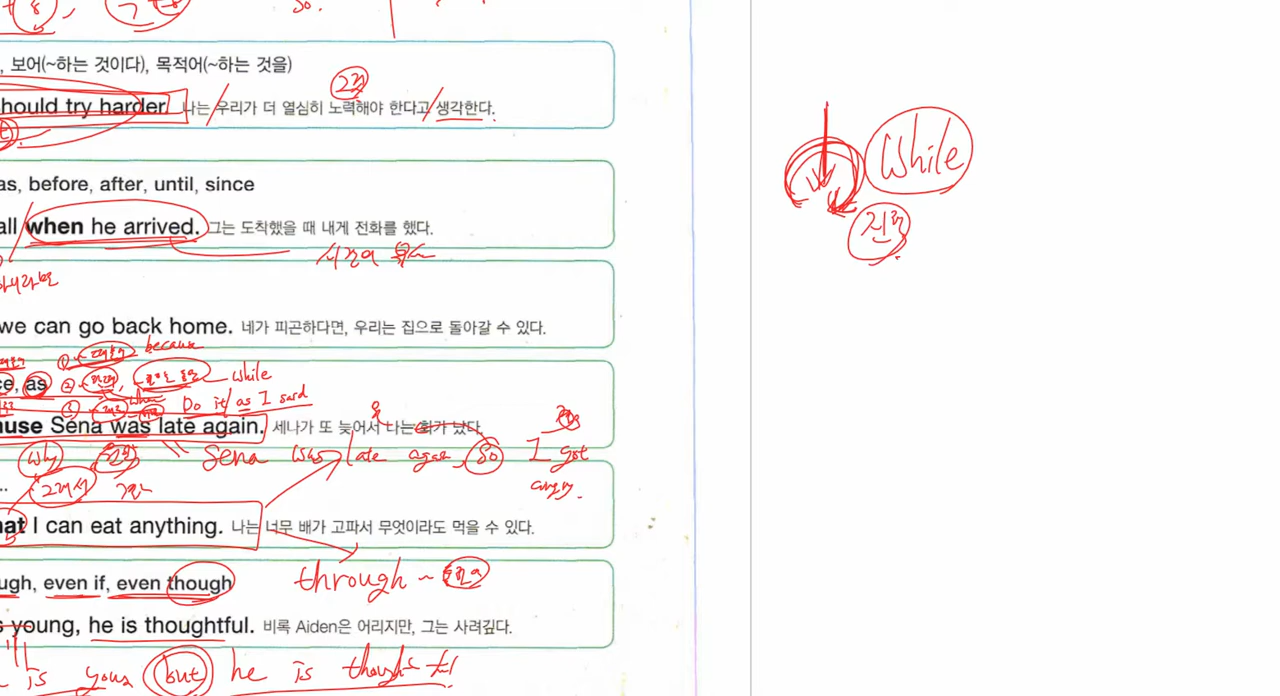 so.
, 보어(~하는 것이다), 목적어(~하는 것을)
should try harder. 나는 우리가 더 열심히 노력해야 한다고 생각한다.
as, before, after, until, since
while
all when he arrived. 그는 도착했을 때 내게 전화를 했다.
we can go back home. 네가 피곤하다면, 우리는 집으로 돌아갈 수 있다.
because
as while
when Do it as I said
Sena was late again. 세나가 또 늦어서 나는 화가 났다.
why Sena was late again, so I got
그래서 angry.
I can eat anything. 나는 너무 배가 고파서 무엇이라도 먹을 수 있다.
even if, even though through ~
young, he is thoughtful. 비록 Aiden은 어리지만, 그는 사려깊다.
is young but he is thoughtful